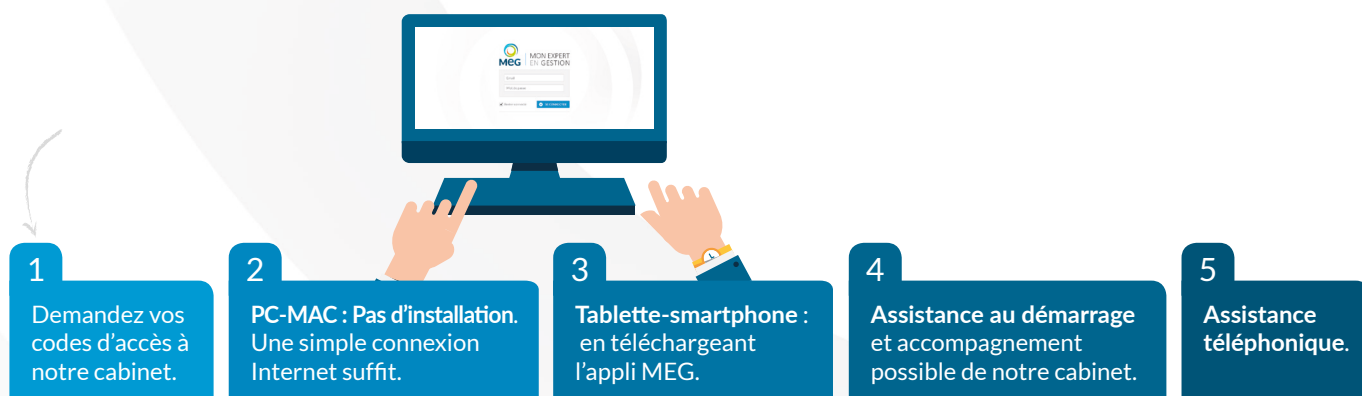 MEG
MON EXPERT
EN GESTION
1
Demandez vos
codes d'accès à
notre cabinet.
2
PC-MAC : Pas d'installation.
Une simple connexion
Internet suffit.
3
Tablette-smartphone :
en téléchargeant
l'appli MEG.
4
Assistance au démarrage
et accompagnement
possible de notre cabinet.
5
Assistance
téléphonique.